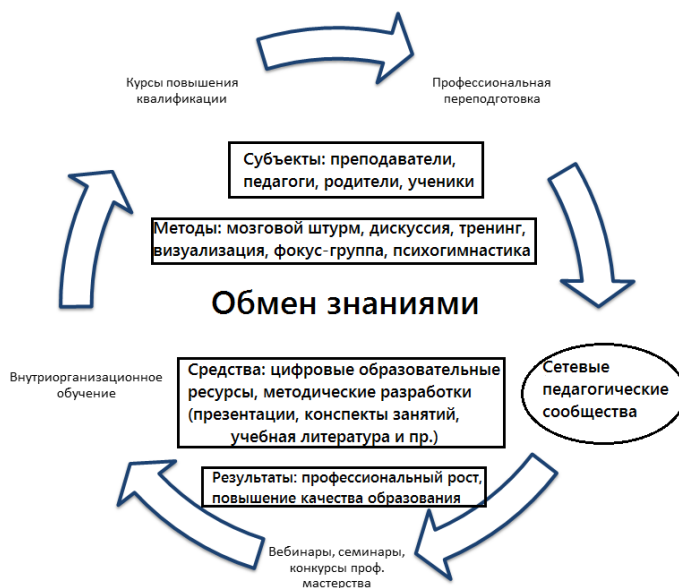 Курсы повышения
квалификации
Профессиональная
переподготовка
Субъекты: преподаватели,
педагоги, родители, ученики
Методы: мозговой штурм, дискуссия, тренинг,
визуализация, фокус-группа, психогимнастика
Обмен знаниями
Внутриорганизационное
обучение
Средства: цифровые образовательные
ресурсы, методические разработки
(презентации, конспекты занятий,
учебная литература и пр.)
Сетевые
педагогические
сообщества
Результаты: профессиональный рост,
повышение качества образования
Вебинары, семинары,
конкурсы проф.
мастерства